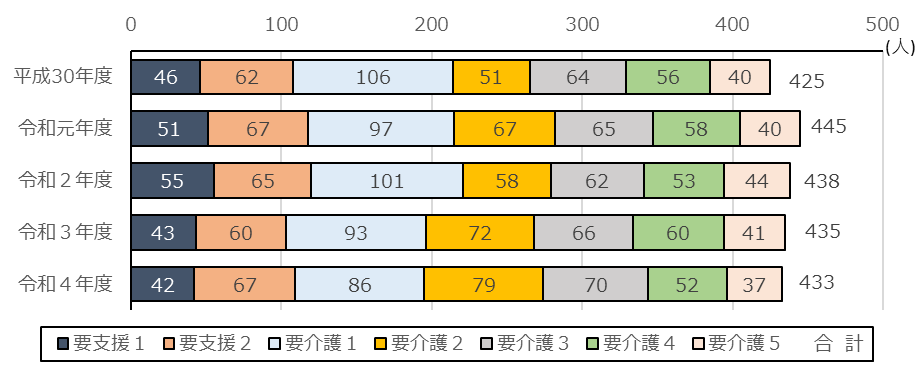 0 100 200 300 400 500
(人)
平成30年度 46 62 106 51 64 56 40 425
令和元年度 51 67 97 67 65 58 40 445
令和２年度 55 65 101 58 62 53 44 438
令和３年度 43 60 93 72 66 60 41 435
令和４年度 42 67 86 79 70 52 37 433
要支援１ 要支援２ 要介護１ 要介護２ 要介護３ 要介護４ 要介護５ 合 計